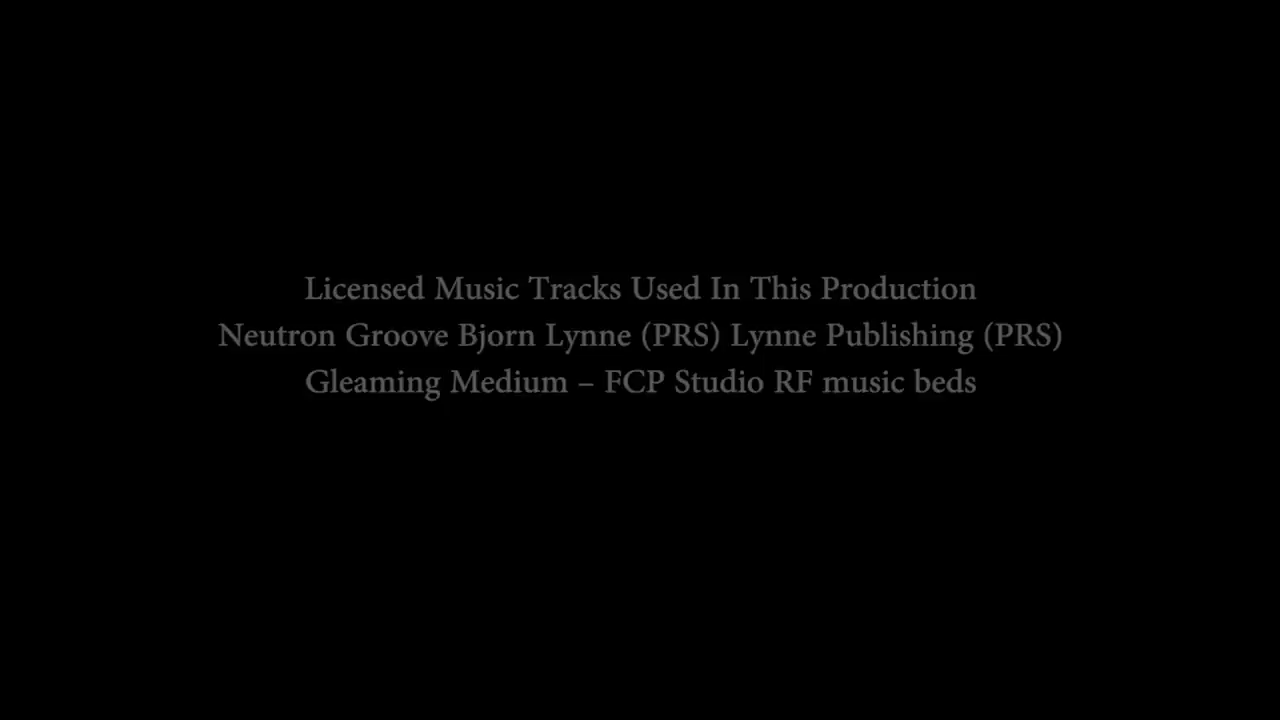 Licensed Music Tracks Used In This Production
Neutron Groove Bjorn Lynne (PRS) Lynne Publishing (PRS)
Gleaming Medium – FCP Studio RF music beds